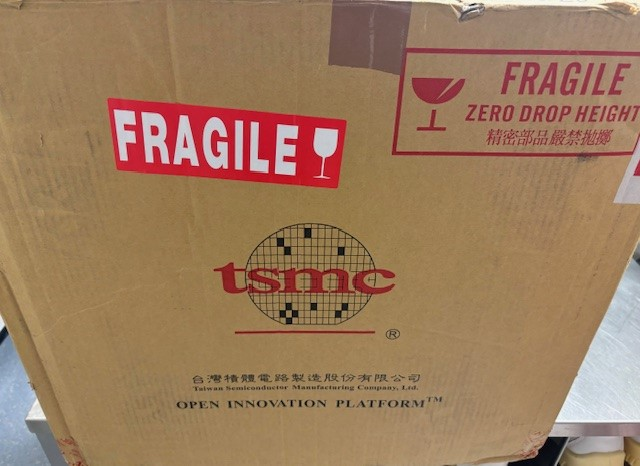 FRAGILE
ZERO DROP HEIGHT
精密部品嚴禁拋擲
FRAGILE
tsmc
®
台灣積體電路製造股份有限公司
Taiwan Semiconductor Manufacturing Company, Ltd.
OPEN INNOVATION PLATFORM™